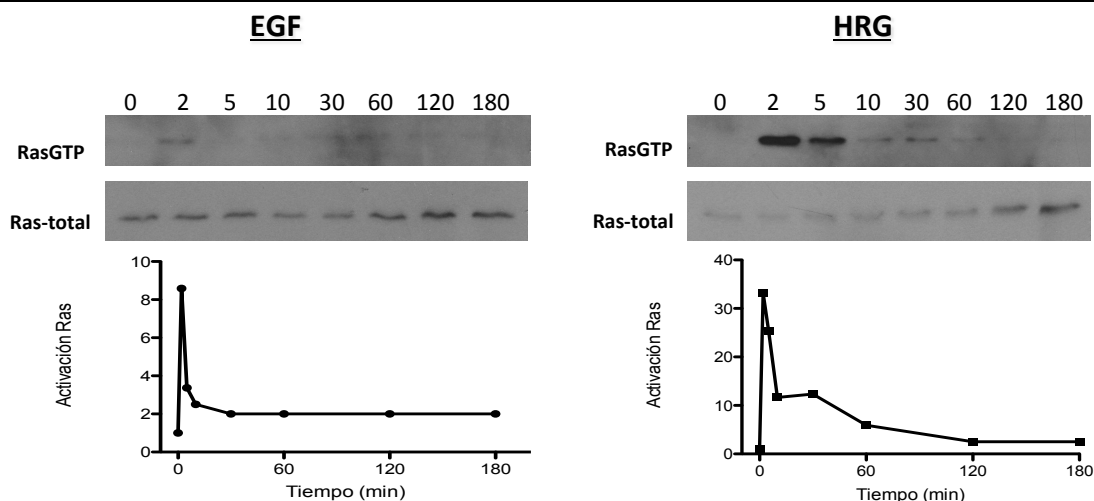 EGF
0 2 5 10 30 60 120 180
RasGTP
Ras-total
10
8
6
4
2
0
Activación Ras
0 60 120 180
Tiempo (min)
HRG
0 2 5 10 30 60 120 180
RasGTP
Ras-total
40
30
20
10
0
Activación Ras
0 60 120 180
Tiempo (min)